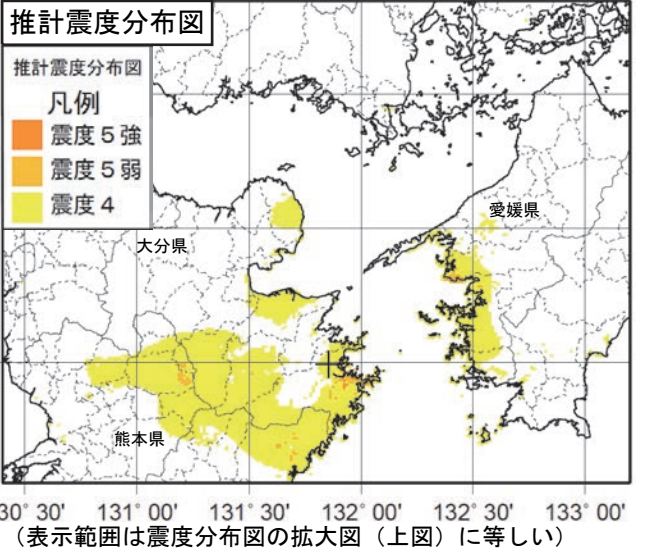 推計震度分布図
推計震度分布図
凡例
震度５強
震度５弱
震度４
愛媛県
大分県
熊本県
30' 131°00' 131°30' 132°00' 132°30' 133°00'
(表示範囲は震度分布図の拡大図（上図）に等しい）